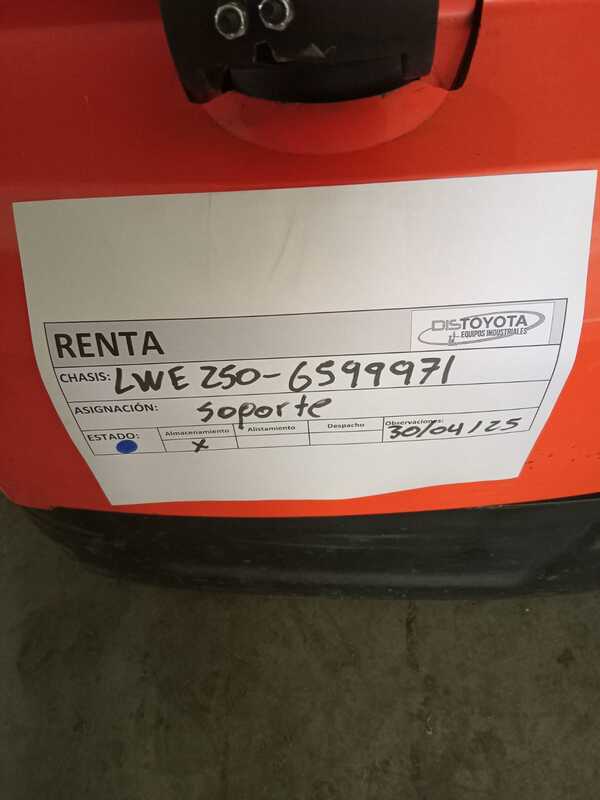 RENTA
DISTOYOTA
EQUIPOS INDUSTRIALES
CHASIS: LWE 250-6599971
ASIGNACIÓN: soporte
ESTADO: Almacenamiento Alistamiento Despacho Observaciones:
X 30/04/25